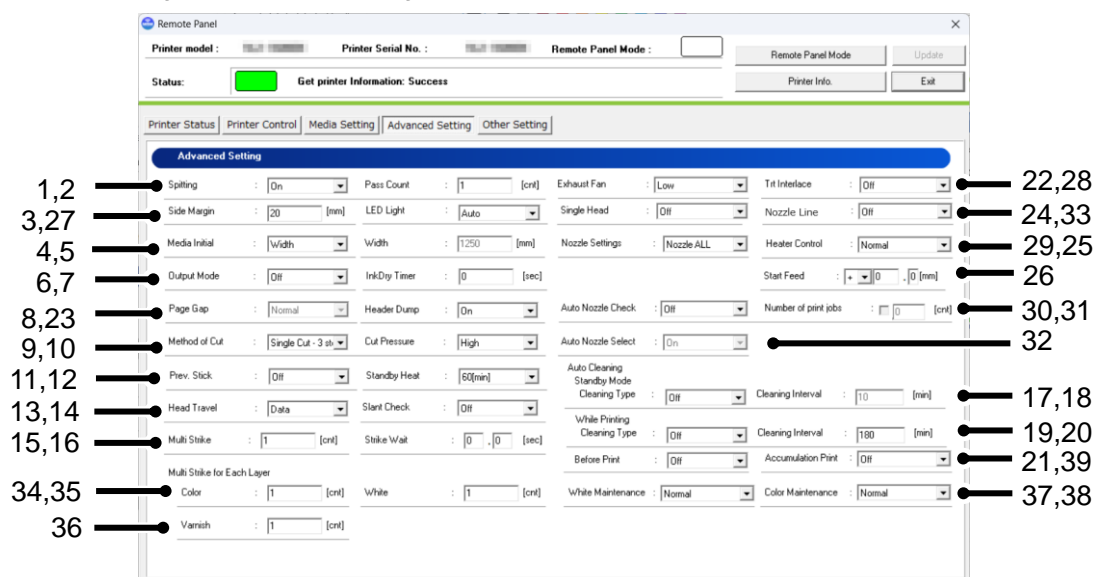 Remote Panel
Printer model : Printer Serial No. : Remote Panel Mode :
Remote Panel Mode Update
Status: Get printer Information: Success
Printer Info. Exit
Printer Status Printer Control Media Setting Advanced Setting Other Setting
Advanced Setting
1,2 Spitting : On Pass Count : 1 [cnt] Exhaust Fan : Low Trt Interlace : Off 22,28
3,27 Side Margin : 20 [mm] LED Light : Auto Single Head : Off Nozzle Line : Off 24,33
4,5 Media Initial : Width Width : 1250 [mm] Nozzle Settings : Nozzle ALL Heater Control : Normal 29,25
6,7 Output Mode : Off InkDry Timer : 0 [sec] Start Feed : + 0 . 0 [mm] 26
8,23 Page Gap : Normal Header Dump : On Auto Nozzle Check : Off Number of print jobs : 0 [cnt] 30,31
9,10 Method of Cut : Single Cut - 3 Cut Pressure : High Auto Nozzle Select : On 32
11,12 Prev. Stick : Off Standby Heat : 60[min]
Auto Cleaning
Standby Mode
13,14 Head Travel : Data Slant Check : Off Cleaning Type : Off Cleaning Interval : 10 [min] 17,18
While Printing
15,16 Multi Strike : 1 [cnt] Strike Wait : 0 . 0 [sec] Cleaning Type : Off Cleaning Interval : 180 [min] 19,20
Before Print : Off Accumulation Print : Off 21,39
Multi Strike for Each Layer
34,35 Color : 1 [cnt] White : 1 [cnt] White Maintenance : Normal Color Maintenance : Normal 37,38
36 Varnish : 1 [cnt]